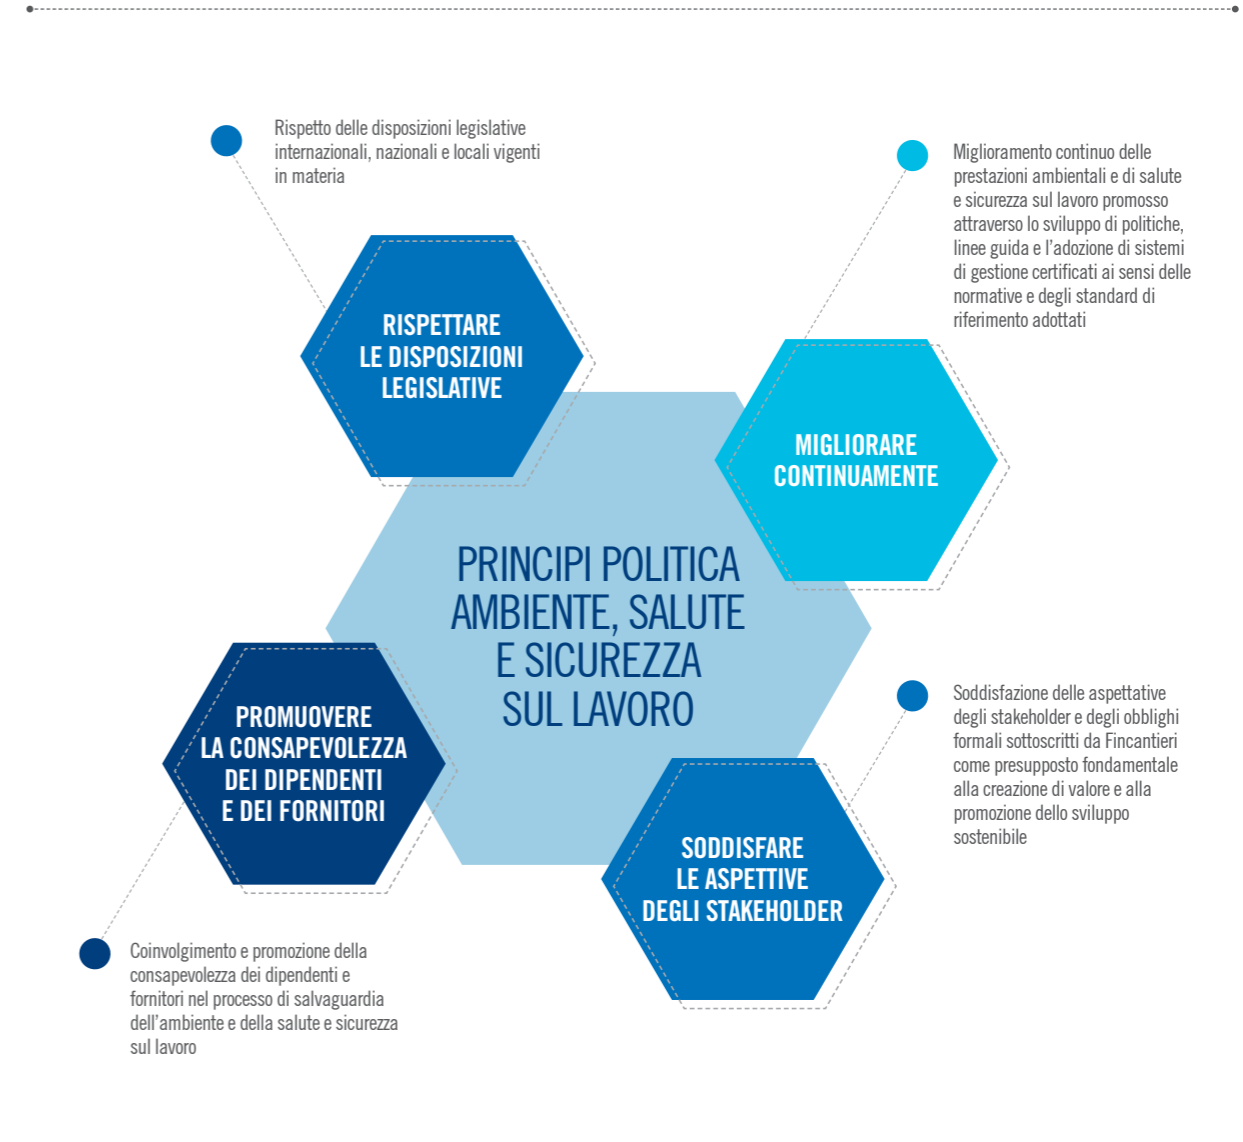 Rispetto delle disposizioni legislative
internazionali, nazionali e locali vigenti
in materia
RISPETTARE
LE DISPOSIZIONI
LEGISLATIVE
Miglioramento continuo delle
prestazioni ambientali e di salute
e sicurezza sul lavoro promosso
attraverso lo sviluppo di politiche,
linee guida e l'adozione di sistemi
di gestione certificati ai sensi delle
normative e degli standard di
riferimento adottati
MIGLIORARE
CONTINUAMENTE
PRINCIPI POLITICA
AMBIENTE, SALUTE
E SICUREZZA
SUL LAVORO
PROMUOVERE
LA CONSAPEVOLEZZA
DEI DIPENDENTI
E DEI FORNITORI
Coinvolgimento e promozione della
consapevolezza dei dipendenti e
fornitori nel processo di salvaguardia
dell'ambiente e della salute e sicurezza
sul lavoro
Soddisfazione delle aspettative
degli stakeholder e degli obblighi
formali sottoscritti da Fincantieri
come presupposto fondamentale
alla creazione di valore e alla
promozione dello sviluppo
sostenibile
SODDISFARE
LE ASPETTIVE
DEGLI STAKEHOLDER